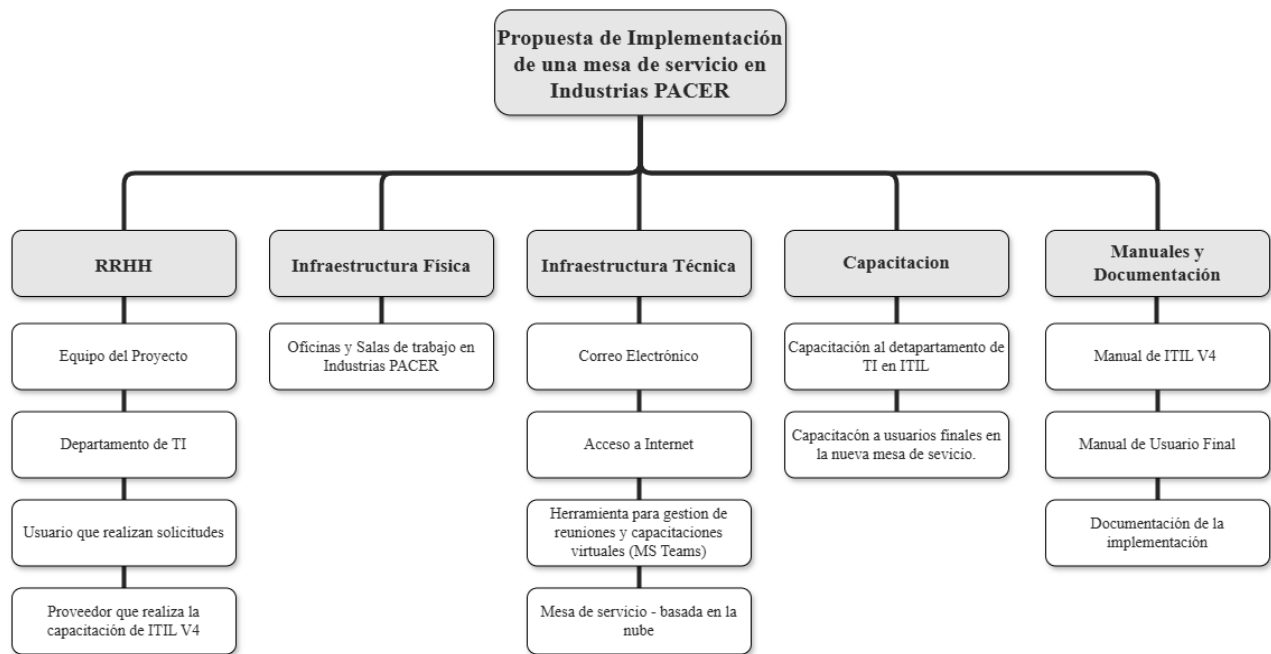 Propuesta de Implementación
de una mesa de servicio en
Industrias PACER
RRHH
Infraestructura Física
Infraestructura Técnica
Capacitacion
Manuales y
Documentación
Equipo del Proyecto
Oficinas y Salas de trabajo en
Industrias PACER
Correo Electrónico
Capacitación al detapartamento de
TI en ITIL
Manual de ITIL V4
Departamento de TI
Acceso a Internet
Capacitacón a usuarios finales en
la nueva mesa de sevicio.
Manual de Usuario Final
Usuario que realizan solicitudes
Herramienta para gestion de
reuniones y capacitaciones
virtuales (MS Teams)
Documentación de la
implementación
Proveedor que realiza la
capacitación de ITIL V4
Mesa de servicio - basada en la
nube